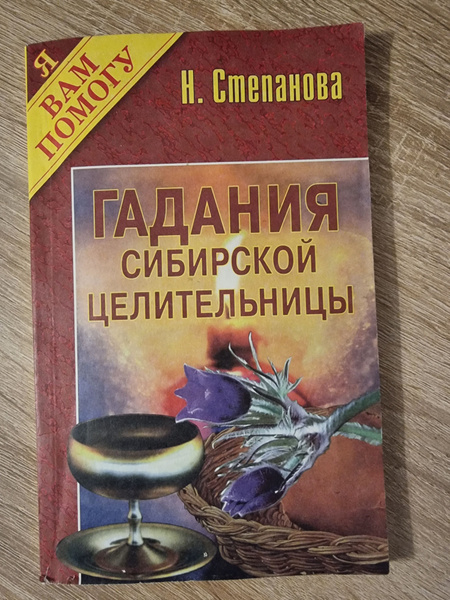 Я
ВАМ
ПОМОГУ
Н. Степанова
ГАДАНИЯ
СИБИРСКОЙ
ЦЕЛИТЕЛЬНИЦЫ